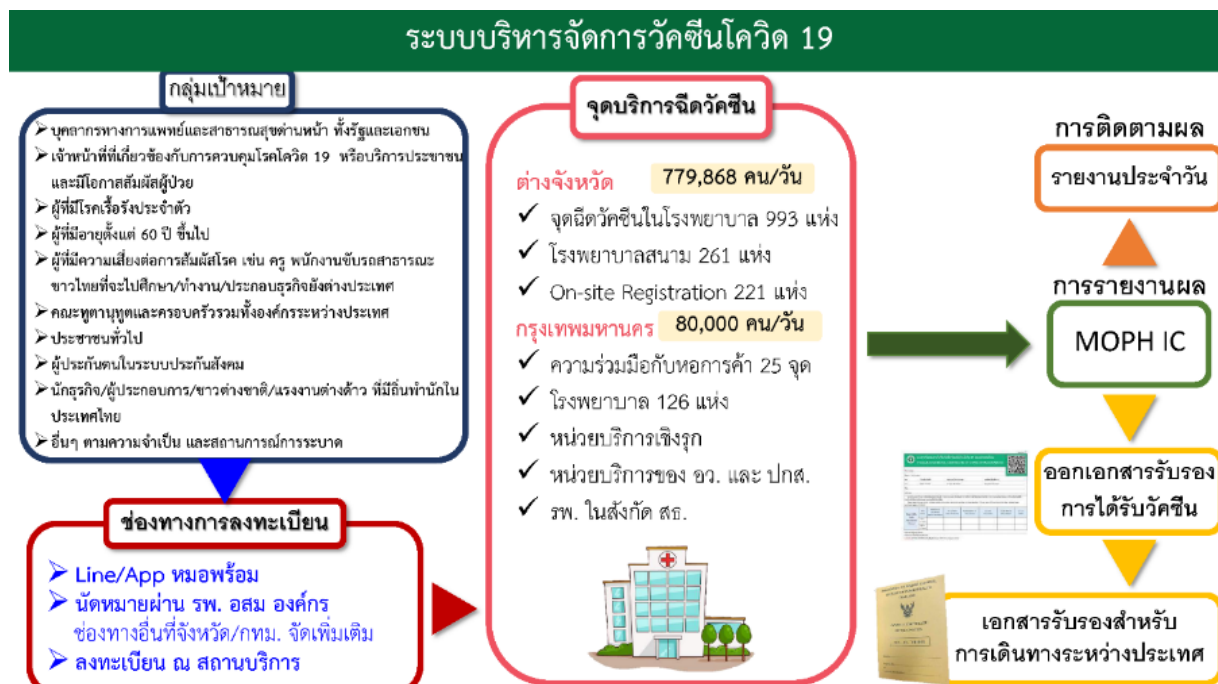 ระบบบริหารจัดการวัคซีนโควิด 19
กลุ่มเป้าหมาย
➢ บุคลากรทางการแพทย์และสาธารณสุขด่านหน้า ทั้งรัฐและเอกชน
➢ เจ้าหน้าที่ที่เกี่ยวข้องกับการควบคุมโรคโควิด 19 หรือบริการประชาชน
และมีโอกาสสัมผัสผู้ป่วย
➢ ผู้ที่มีโรคเรื้อรังประจำตัว
➢ ผู้ที่มีอายุตั้งแต่ 60 ปี ขึ้นไป
➢ ผู้ที่มีความเสี่ยงต่อการสัมผัสโรค เช่น ครู พนักงานขับรถสาธารณะ
ชาวไทยที่จะไปศึกษา/ทำงาน/ประกอบธุรกิจยังต่างประเทศ
➢ คณะทูตานุทูตและครอบครัวรวมทั้งองค์กรระหว่างประเทศ
➢ ประชาชนทั่วไป
➢ ผู้ประกันตนในระบบประกันสังคม
➢ นักธุรกิจ/ผู้ประกอบการ/ชาวต่างชาติ/แรงงานต่างด้าว ที่มีถิ่นพำนักใน
ประเทศไทย
➢ อื่นๆ ตามความจำเป็น และสถานการณ์การระบาด
ช่องทางการลงทะเบียน
➢ Line/App หมอพร้อม
➢ นัดหมายผ่าน รพ. อสม องค์กร
ช่องทางอื่นที่จังหวัด/กทม. จัดเพิ่มเติม
➢ ลงทะเบียน ณ สถานบริการ
จุดบริการฉีดวัคซีน
ต่างจังหวัด 779,868 คน/วัน
✓ จุดฉีดวัคซีนในโรงพยาบาล 993 แห่ง
✓ โรงพยาบาลสนาม 261 แห่ง
✓ On-site Registration 221 แห่ง
กรุงเทพมหานคร 80,000 คน/วัน
✓ ความร่วมมือกับหอการค้า 25 จุด
✓ โรงพยาบาล 126 แห่ง
✓ หน่วยบริการเชิงรุก
✓ หน่วยบริการของ อว. และ ปกส.
✓ รพ. ในสังกัด สธ.
การติดตามผล
รายงานประจำวัน
การรายงานผล
MOPH IC
ออกเอกสารรับรอง
การได้รับวัคซีน
เอกสารรับรองสำหรับ
การเดินทางระหว่างประเทศ